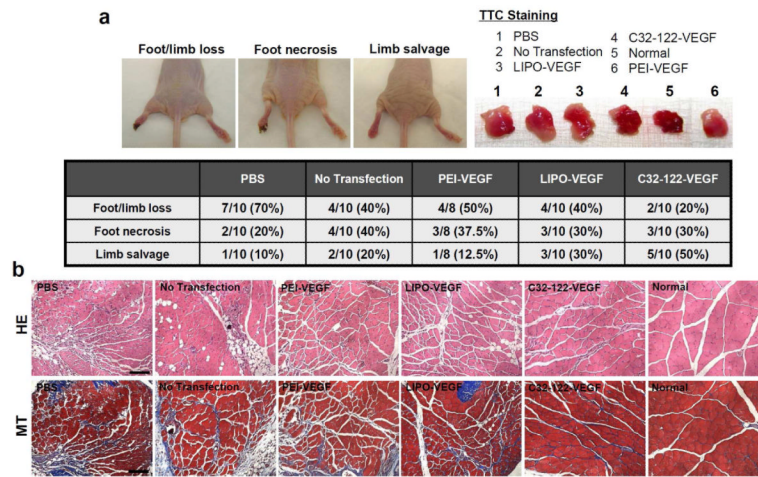 a
Foot/limb loss Foot necrosis Limb salvage
TTC Staining
1 PBS 4 C32-122-VEGF
2 No Transfection 5 Normal
3 LIPO-VEGF 6 PEI-VEGF
1 2 3 4 5 6
PBS No Transfection PEI-VEGF LIPO-VEGF C32-122-VEGF
Foot/limb loss 7/10 (70%) 4/10 (40%) 4/8 (50%) 4/10 (40%) 2/10 (20%)
Foot necrosis 2/10 (20%) 4/10 (40%) 3/8 (37.5%) 3/10 (30%) 3/10 (30%)
Limb salvage 1/10 (10%) 2/10 (20%) 1/8 (12.5%) 3/10 (30%) 5/10 (50%)
b
HE
PBS No Transfection PEI-VEGF LIPO-VEGF C32-122-VEGF Normal
MT
PBS No Transfection PEI-VEGF LIPO-VEGF C32-122-VEGF Normal